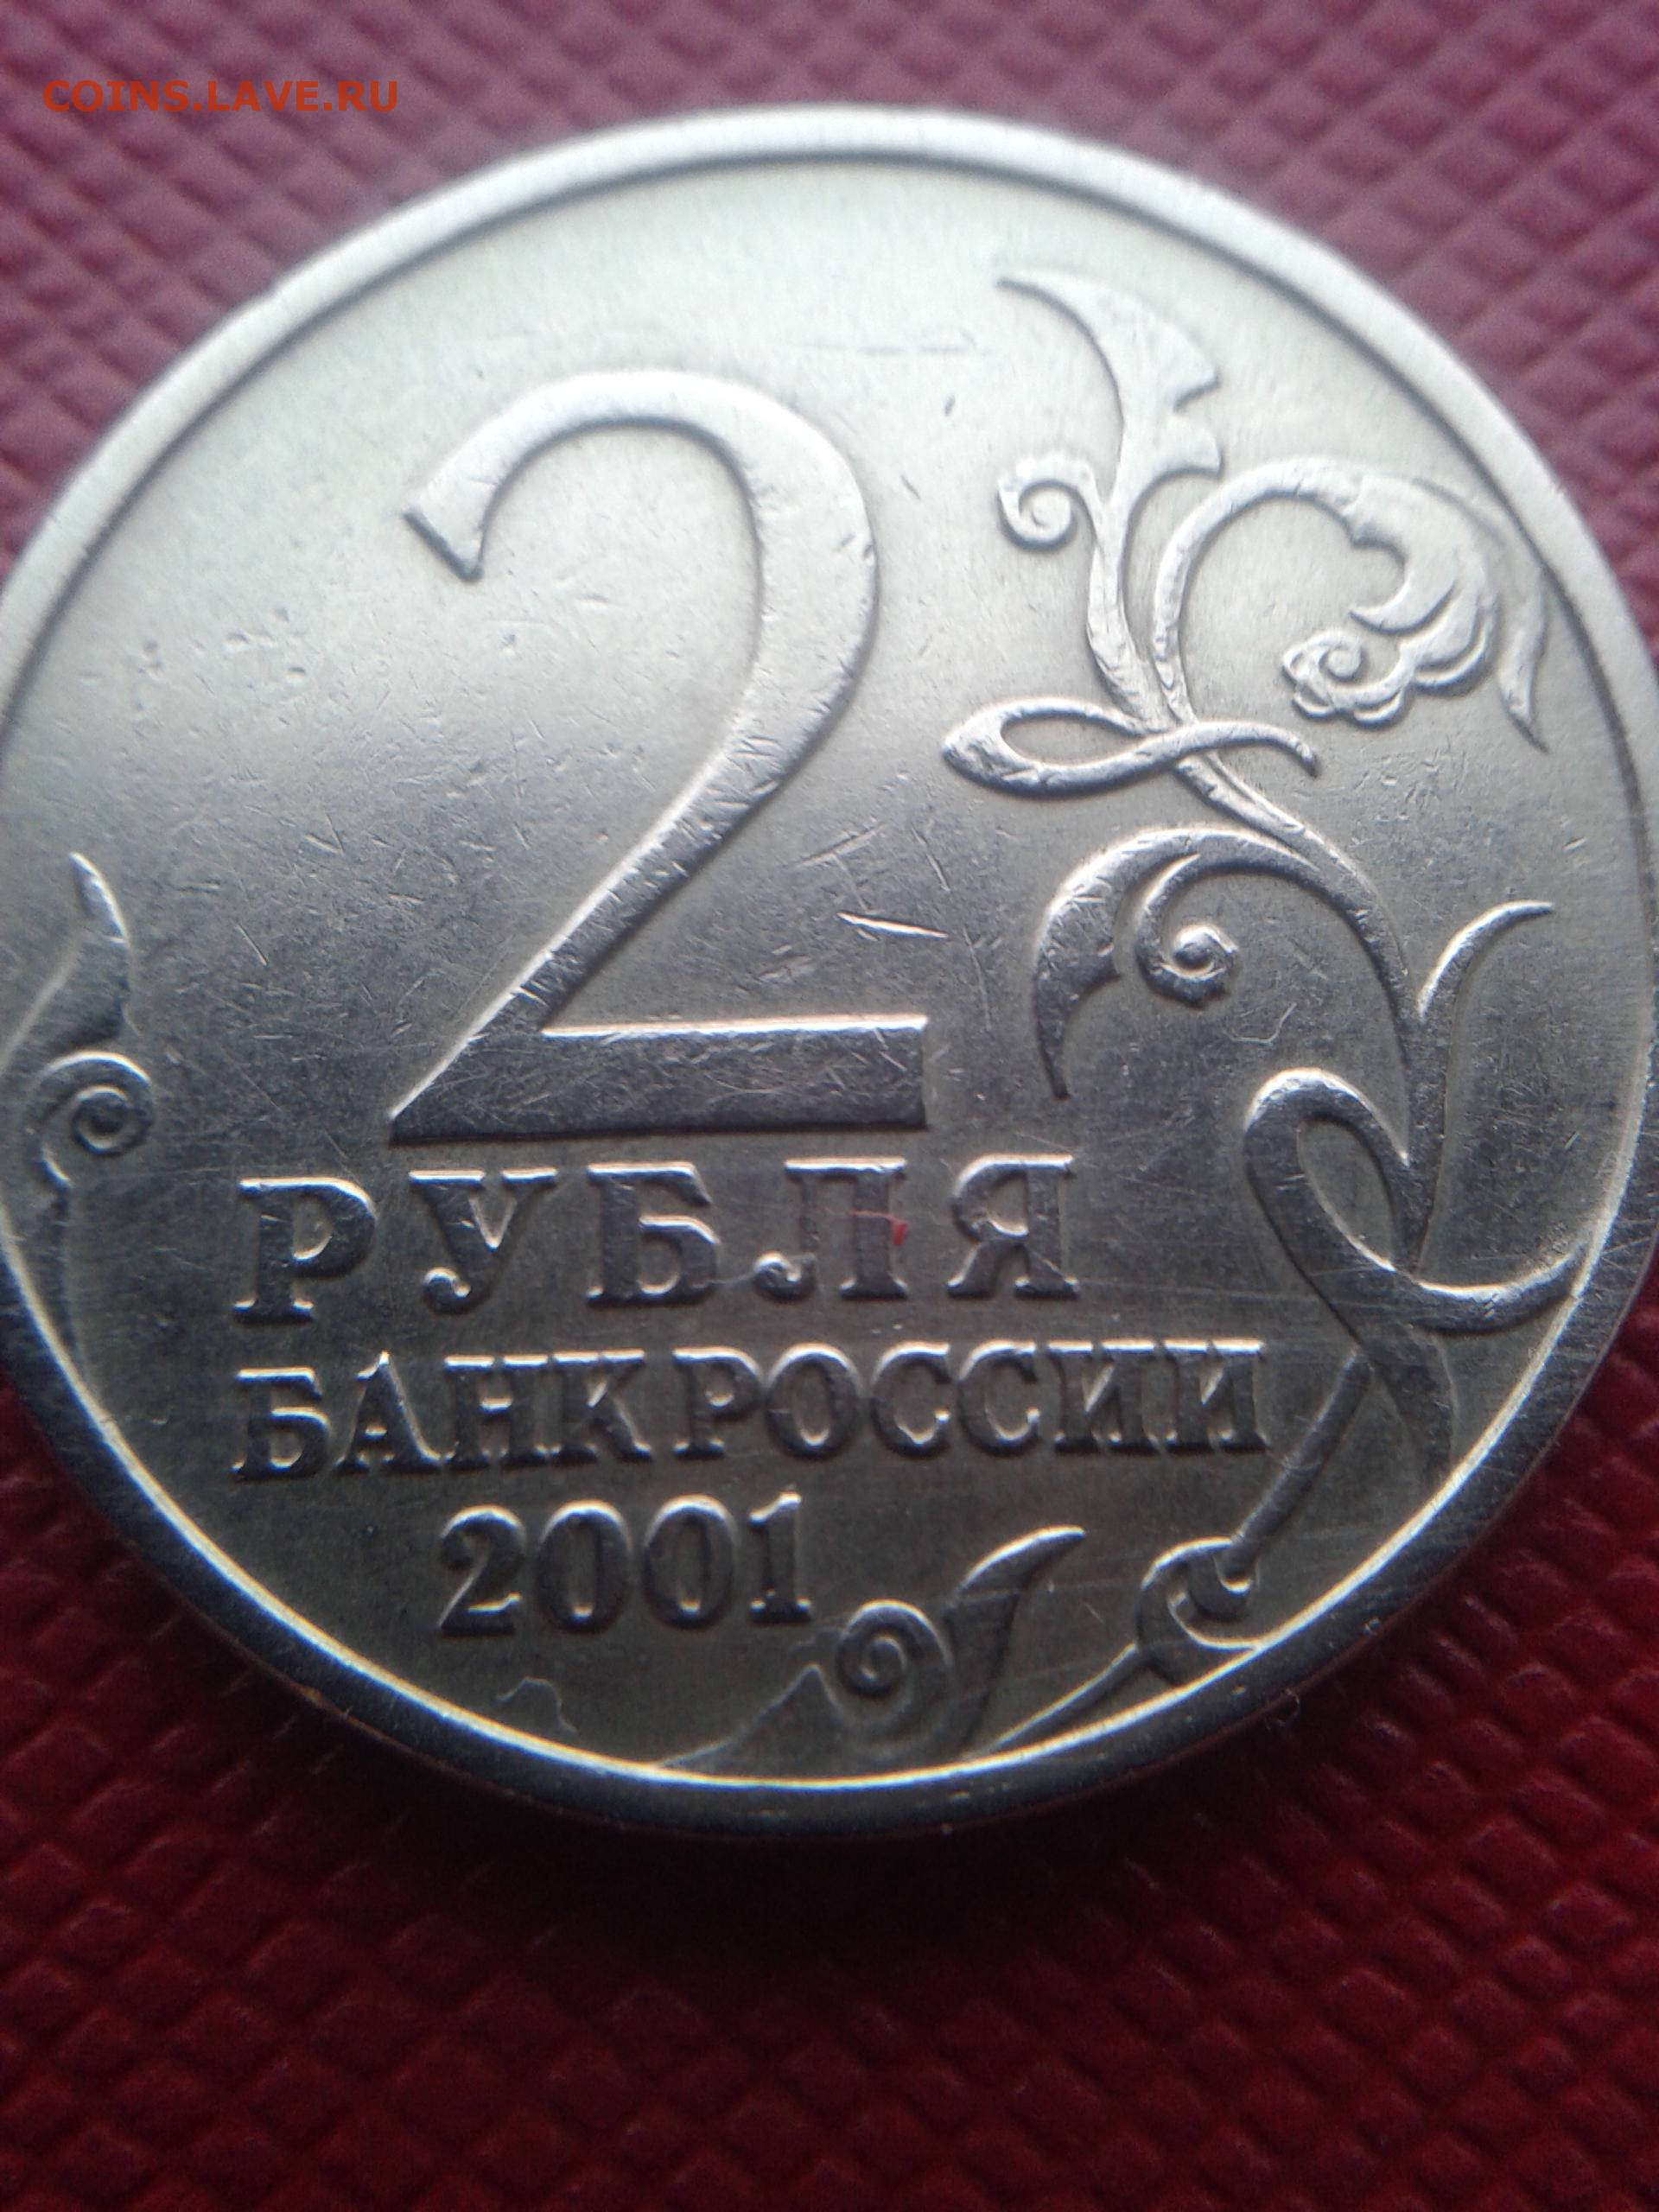 COINS.LAVE.RU
2
РУБЛЯ
БАНК РОССИИ
2001